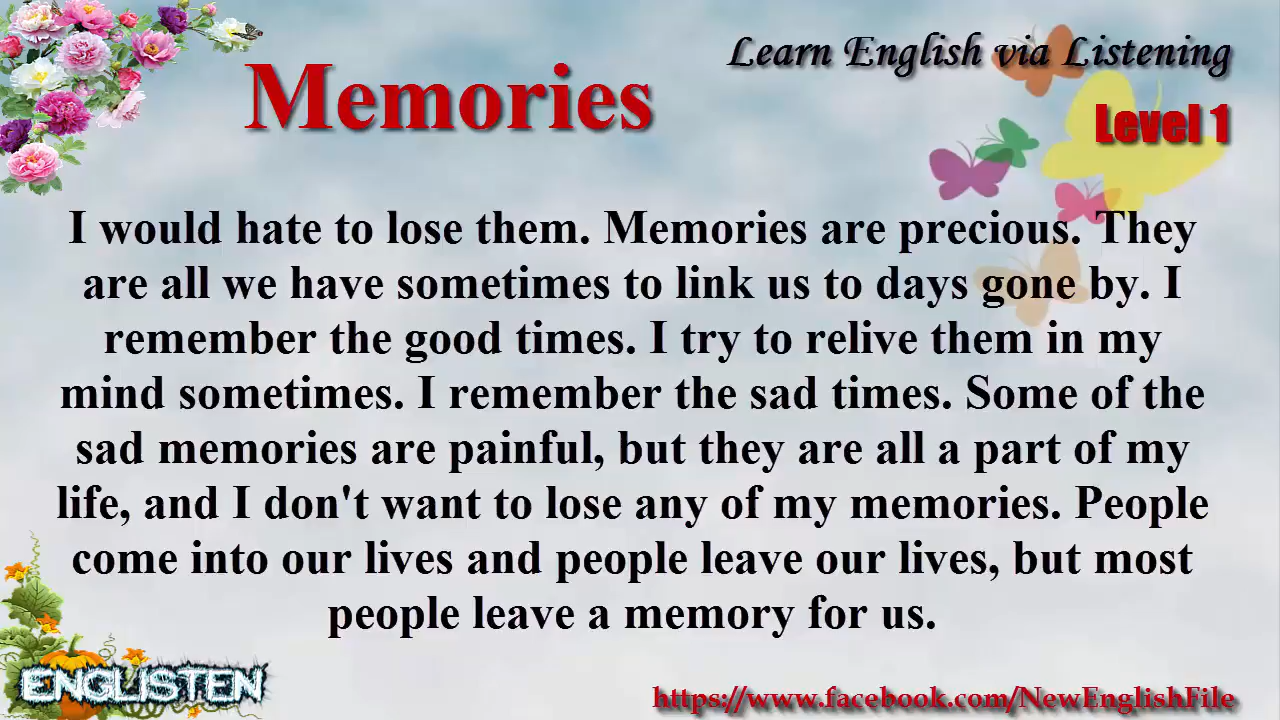 Learn English via Listening
Memories
Level 1
I would hate to lose them. Memories are precious. They
are all we have sometimes to link us to days gone by. I
remember the good times. I try to relive them in my
mind sometimes. I remember the sad times. Some of the
sad memories are painful, but they are all a part of my
life, and I don't want to lose any of my memories. People
come into our lives and people leave our lives, but most
people leave a memory for us.
ENGLISTEN
https://www.facebook.com/NewEnglishFile